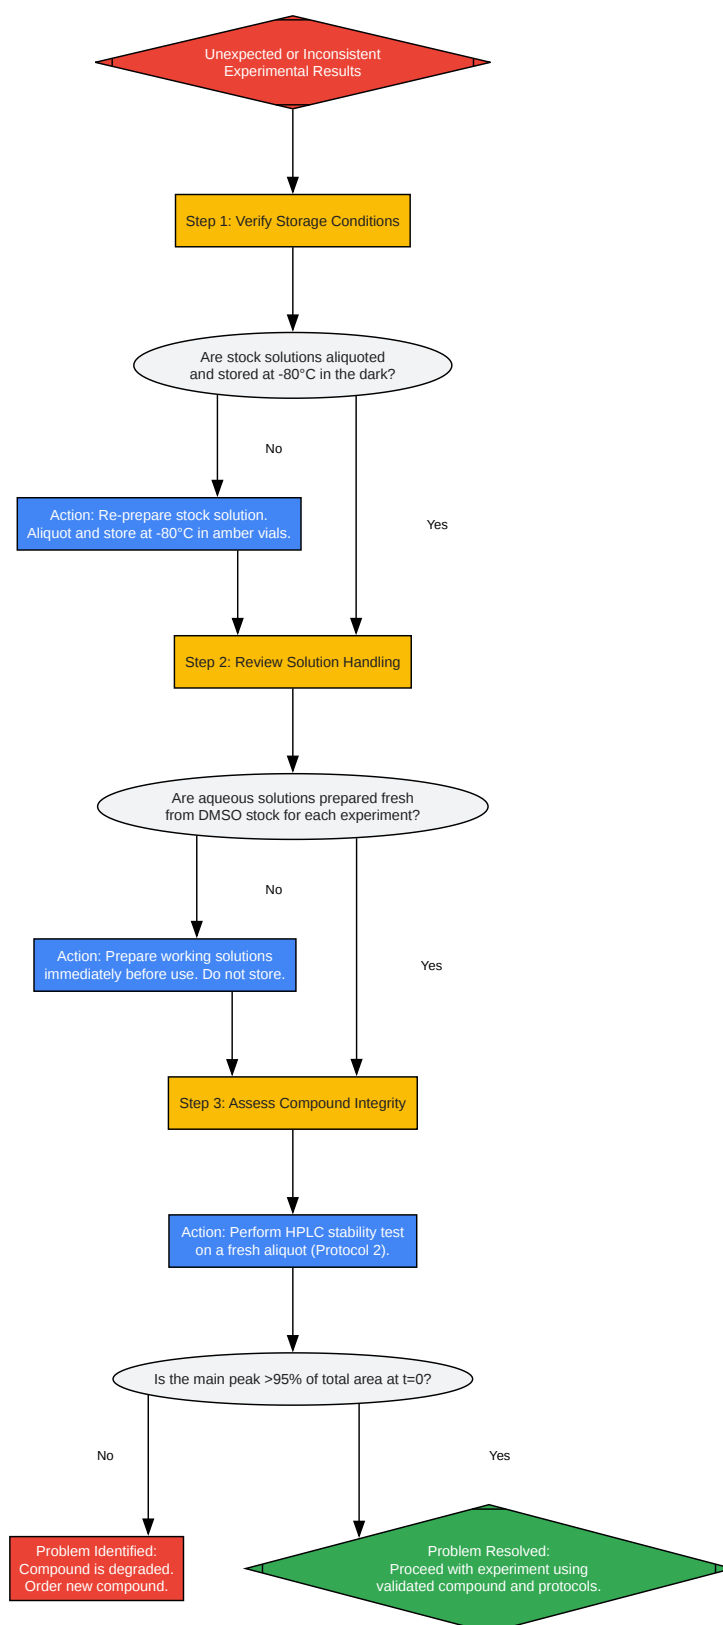 Unexpected or Inconsistent
Experimental Results
Step 1: Verify Storage Conditions
Are stock solutions aliquoted
and stored at -80°C in the dark?
No
Action: Re-prepare stock solution.
Aliquot and store at -80°C in amber vials.
Yes
Step 2: Review Solution Handling
Are aqueous solutions prepared fresh
from DMSO stock for each experiment?
No
Action: Prepare working solutions
immediately before use. Do not store.
Yes
Step 3: Assess Compound Integrity
Action: Perform HPLC stability test
on a fresh aliquot (Protocol 2).
Is the main peak >95% of total area at t=0?
No
Yes
Problem Identified:
Compound is degraded.
Order new compound.
Problem Resolved:
Proceed with experiment using
validated compound and protocols.